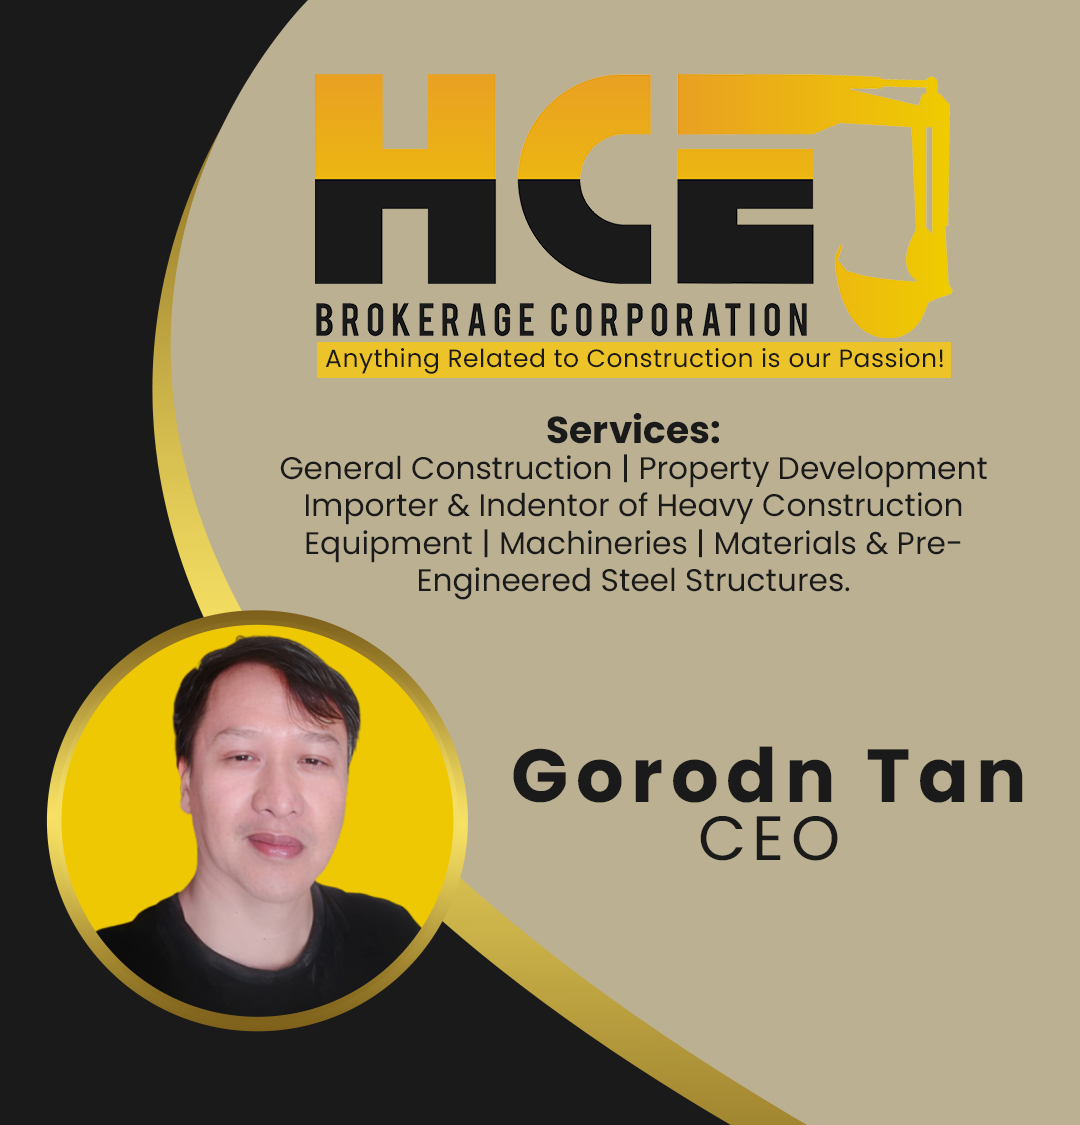 HCE
BROKERAGE CORPORATION
Anything Related to Construction is our Passion!
Services:
General Construction | Property Development
Importer & Indentor of Heavy Construction
Equipment | Machineries | Materials & Pre-
Engineered Steel Structures.
Gorodn Tan
CEO